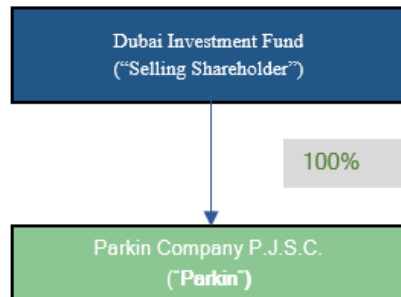 Dubai Investment Fund
(“Selling Shareholder”)
100%
Parkin Company P.J.S.C.
("Parkin")